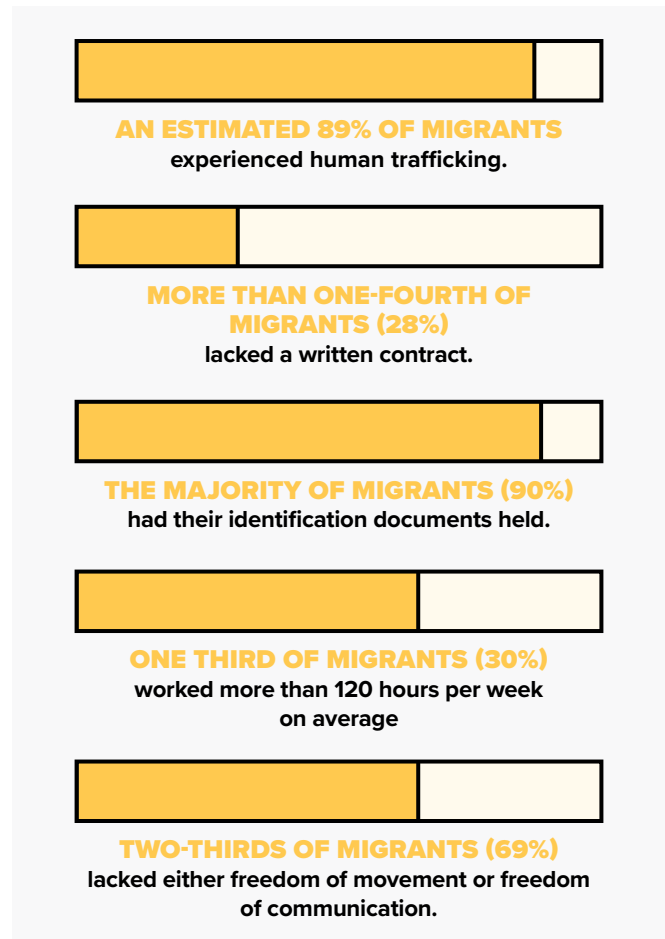 AN ESTIMATED 89% OF MIGRANTS
experienced human trafficking.
MORE THAN ONE-FOURTH OF
MIGRANTS (28%)
lacked a written contract.
THE MAJORITY OF MIGRANTS (90%)
had their identification documents held.
ONE THIRD OF MIGRANTS (30%)
worked more than 120 hours per week
on average
TWO-THIRDS OF MIGRANTS (69%)
lacked either freedom of movement or freedom
of communication.